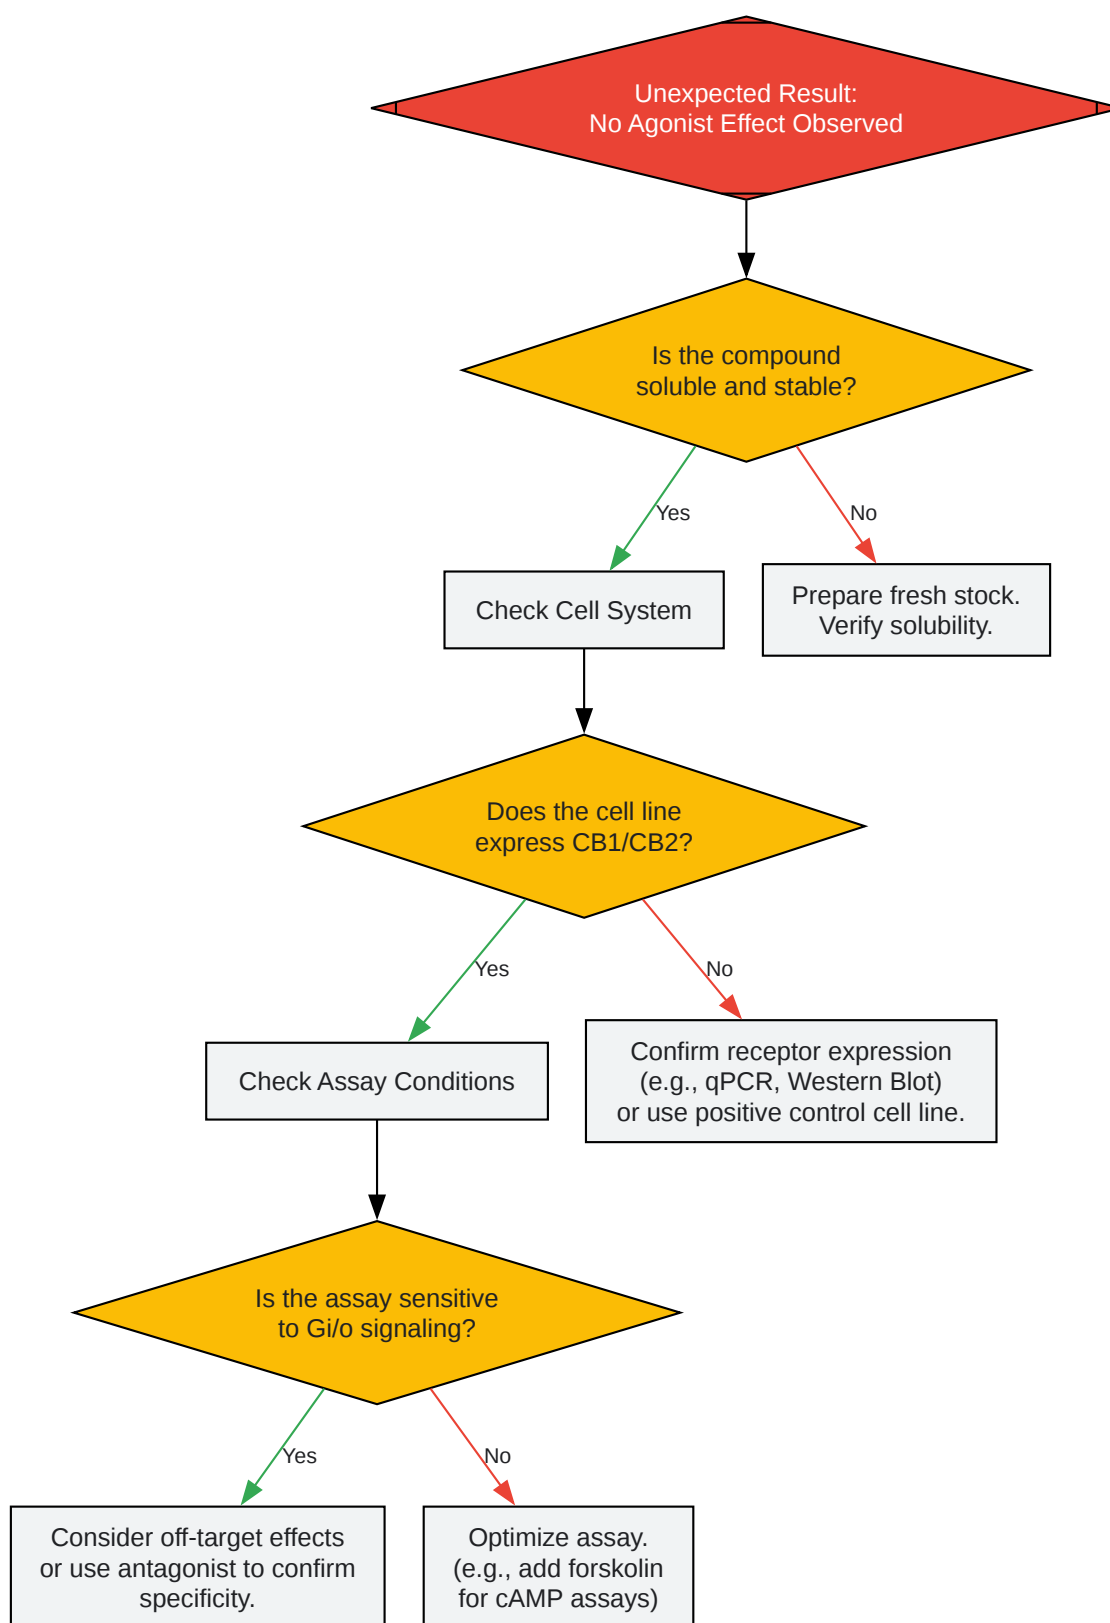 Unexpected Result:
No Agonist Effect Observed
Is the compound
soluble and stable?
Yes
No
Check Cell System
Prepare fresh stock.
Verify solubility.
Does the cell line
express CB1/CB2?
Yes
No
Check Assay Conditions
Confirm receptor expression
(e.g., qPCR, Western Blot)
or use positive control cell line.
Is the assay sensitive
to Gi/o signaling?
Yes
No
Consider off-target effects
or use antagonist to confirm
specificity.
Optimize assay.
(e.g., add forskolin
for cAMP assays)